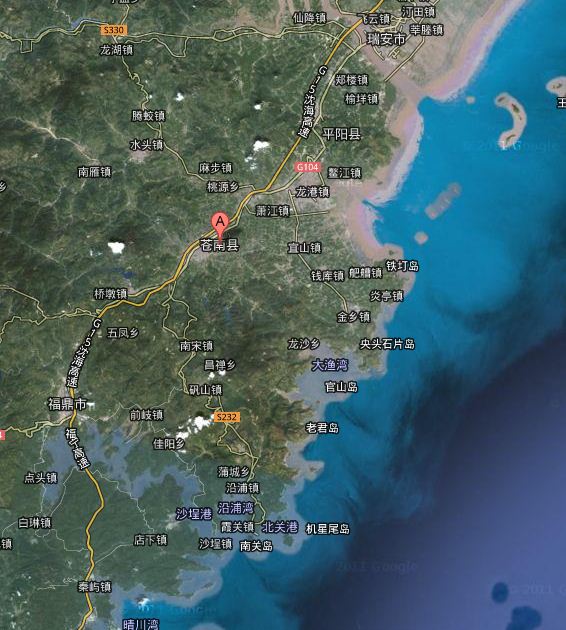 仙降镇
飞云镇
汀田镇
莘塍镇
S330
龙湖镇
瑞安市
郑楼镇
榆垟镇
G15沈海高速
腾蛟镇
平阳县
水头镇
麻步镇
G104
鳌江镇
南雁镇
桃源乡
龙港镇
萧江镇
A
苍南县
宜山镇
钱库镇
舥艚镇
铁圢岛
炎亭镇
桥墩镇
金乡镇
G15沈海高速
五凤乡
南宋镇
龙沙乡
央头石片岛
昌禅乡
大渔湾
官山岛
矾山镇
福鼎市
前岐镇
S232
老君岛
福宁高速
佳阳乡
点头镇
蒲城乡
沿浦镇
沿浦湾
白琳镇
沙埕港
霞关镇
北关港
机星尾岛
店下镇
沙埕镇
南关岛
秦屿镇
晴川湾
2011 Google
2011 Google